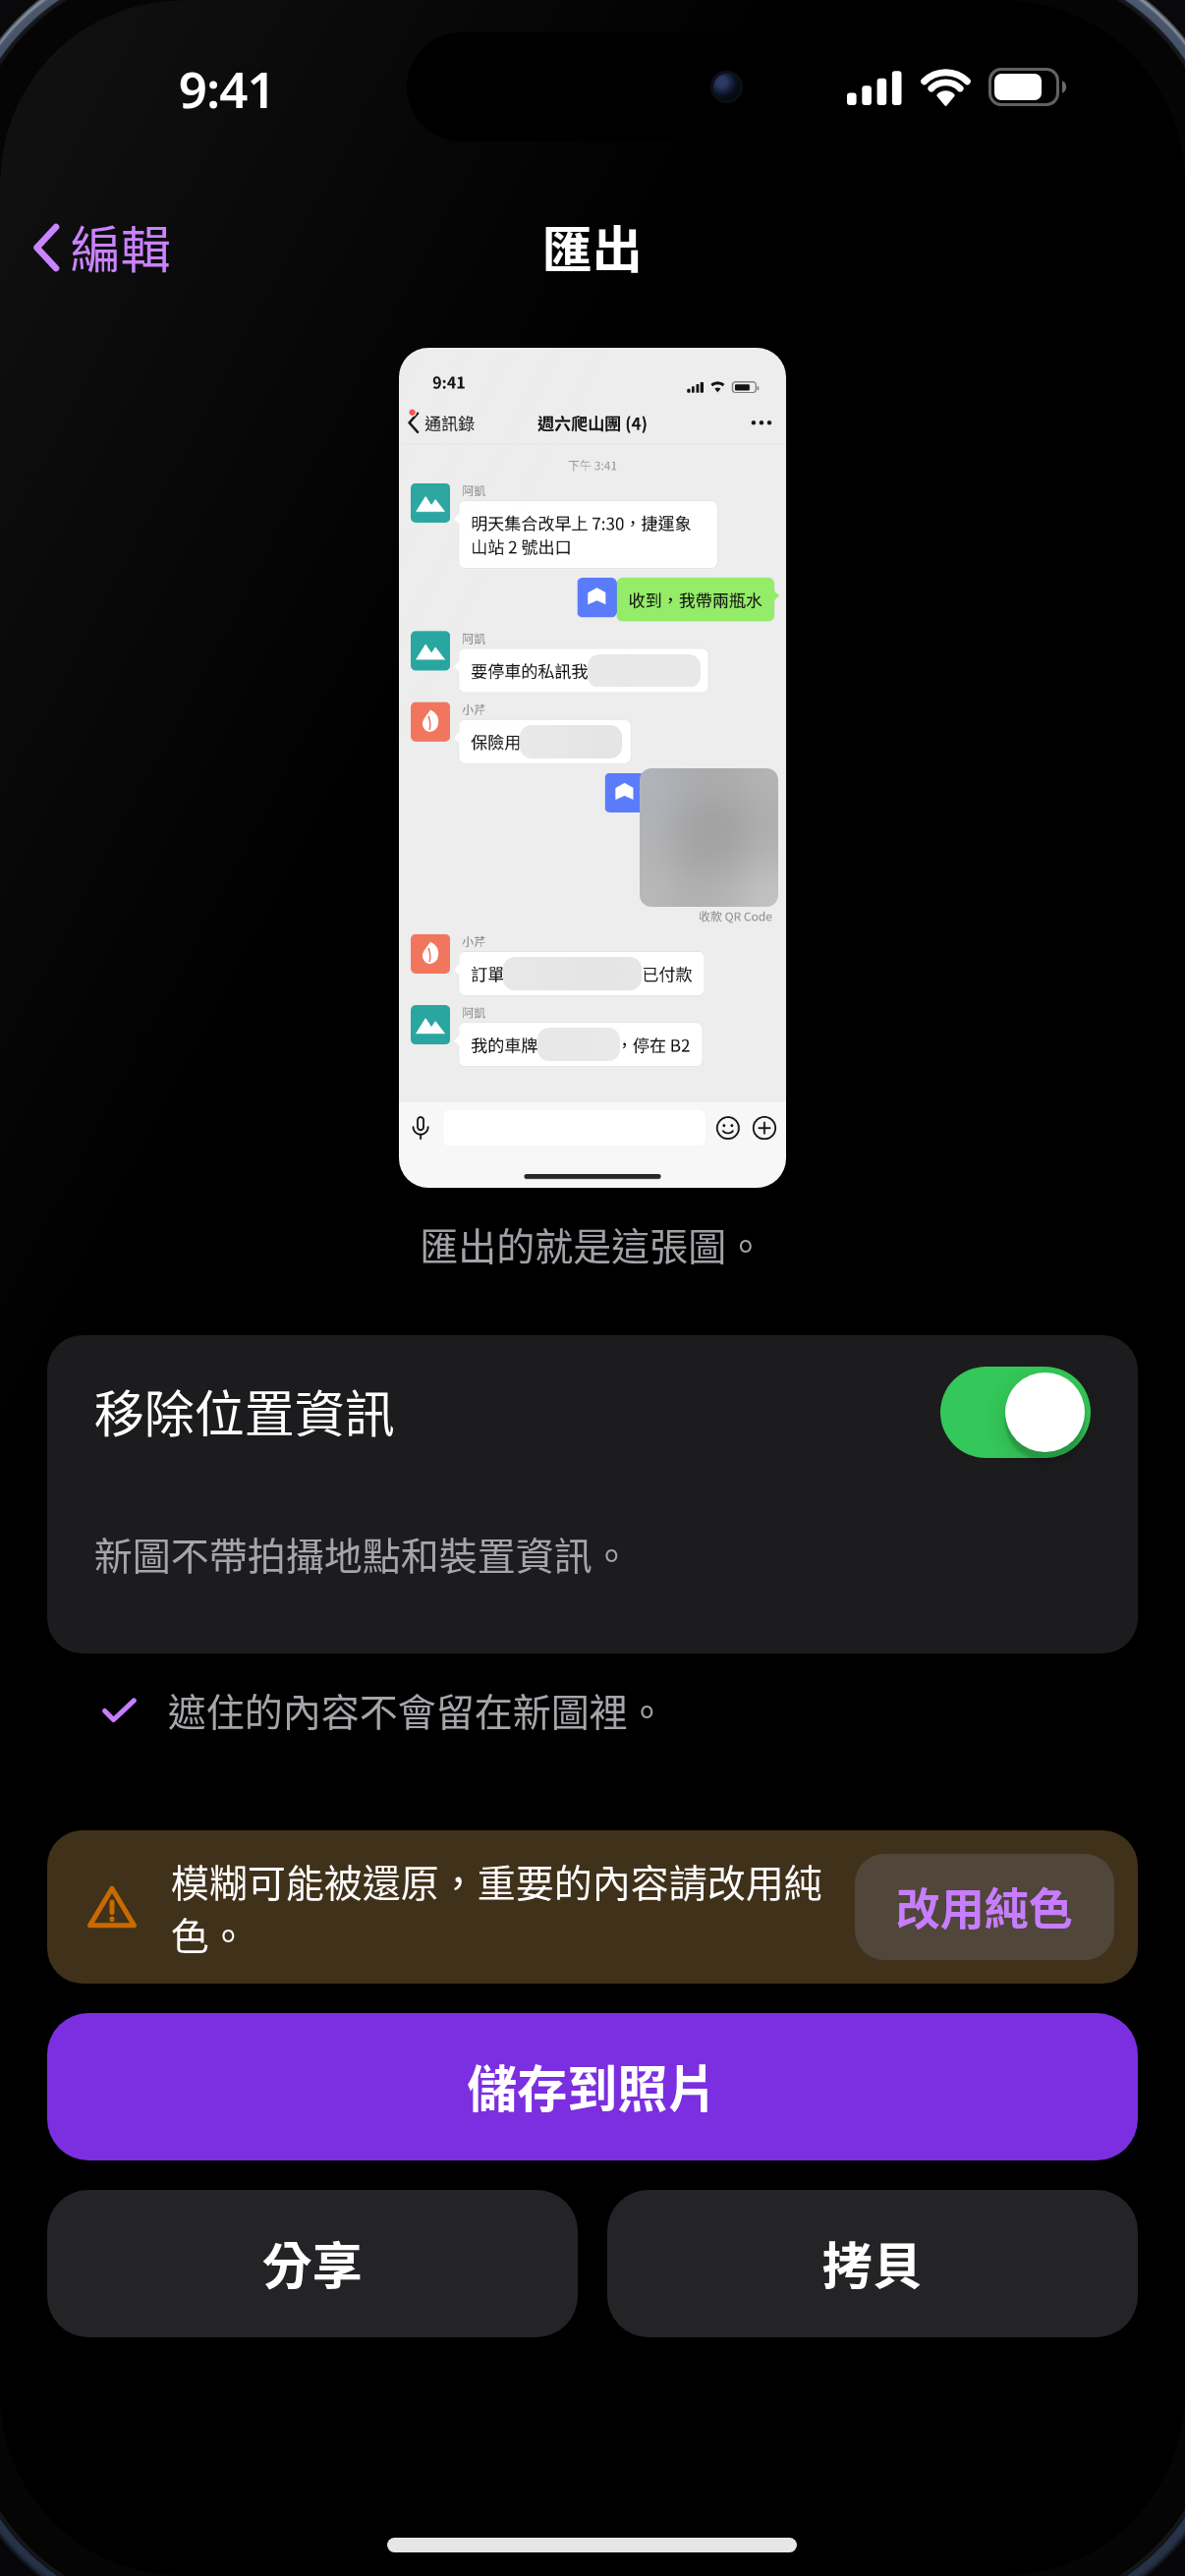 9:41
編輯
匯出
9:41
通訊錄
週六爬山團 (4)
下午 3:41
阿凱
明天集合改早上 7:30，捷運象
山站 2 號出口
收到，我帶兩瓶水
阿凱
要停車的私訊我
小芹
保險用
收款 QR Code
小芹
訂單 已付款
阿凱
我的車牌 ，停在 B2
匯出的就是這張圖。
移除位置資訊
新圖不帶拍攝地點和裝置資訊。
遮住的內容不會留在新圖裡。
模糊可能被還原，重要的內容請改用純
色。
改用純色
儲存到照片
分享
拷貝